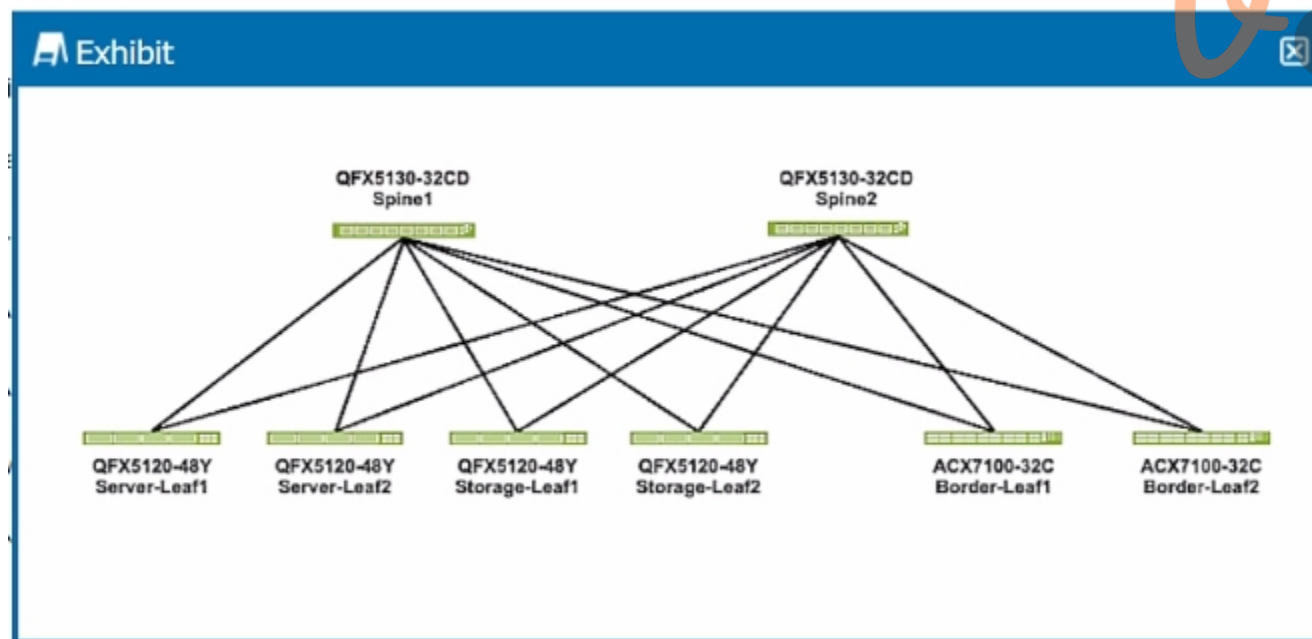 Exhibit
QFX5130-32CD
Spine1
QFX5130-32CD
Spine2
QFX5120-48Y
Server-Leaf1
QFX5120-48Y
Server-Leaf2
QFX5120-48Y
Storage-Leaf1
QFX5120-48Y
Storage-Leaf2
ACX7100-32C
Border-Leaf1
ACX7100-32C
Border-Leaf2